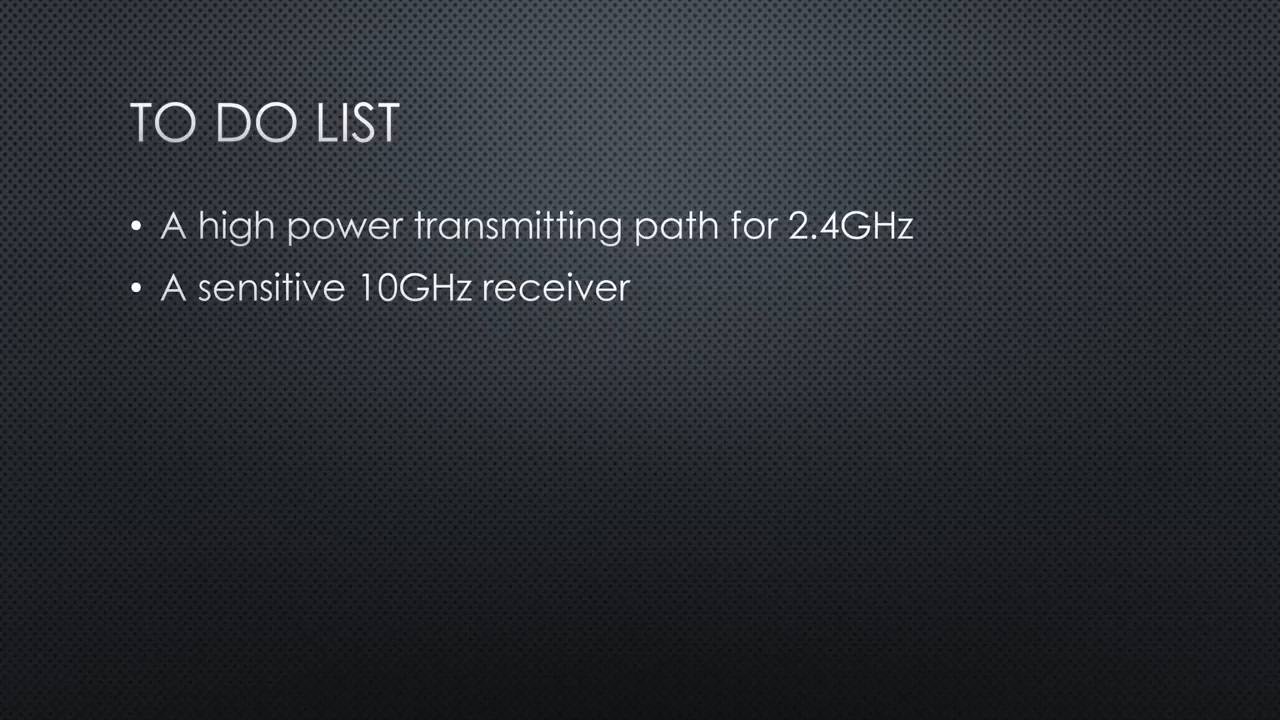 TO DO LIST
• A high power transmitting path for 2.4GHz
• A sensitive 10GHz receiver